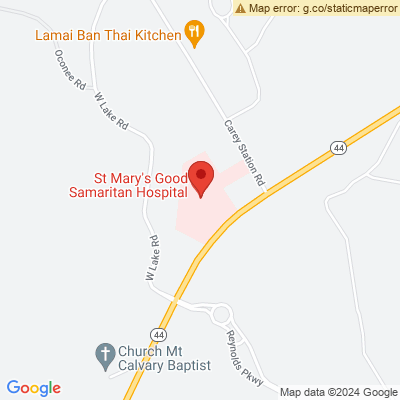 Map error: g.co/staticmaperror
Lamai Ban Thai Kitchen
Oconee Rd
W Lake Rd
Carey Station Rd
44
St Mary's Good
Samaritan Hospital
W Lake Rd
44
Reynolds Pkwy
Church Mt
Calvary Baptist
Google
Map data ©2024 Google